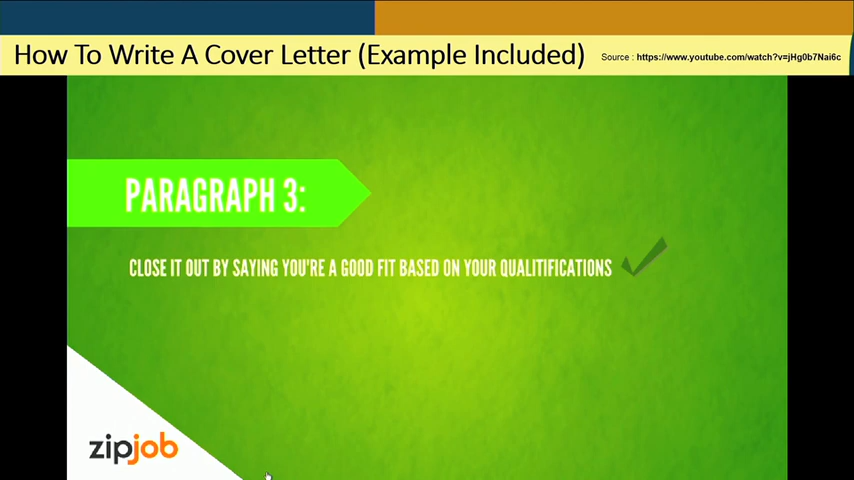 How To Write A Cover Letter (Example Included)
Source : https://www.youtube.com/watch?v=jHg0b7Nai6c
PARAGRAPH 3:
CLOSE IT OUT BY SAYING YOU'RE A GOOD FIT BASED ON YOUR QUALITIFICATIONS
zipjob